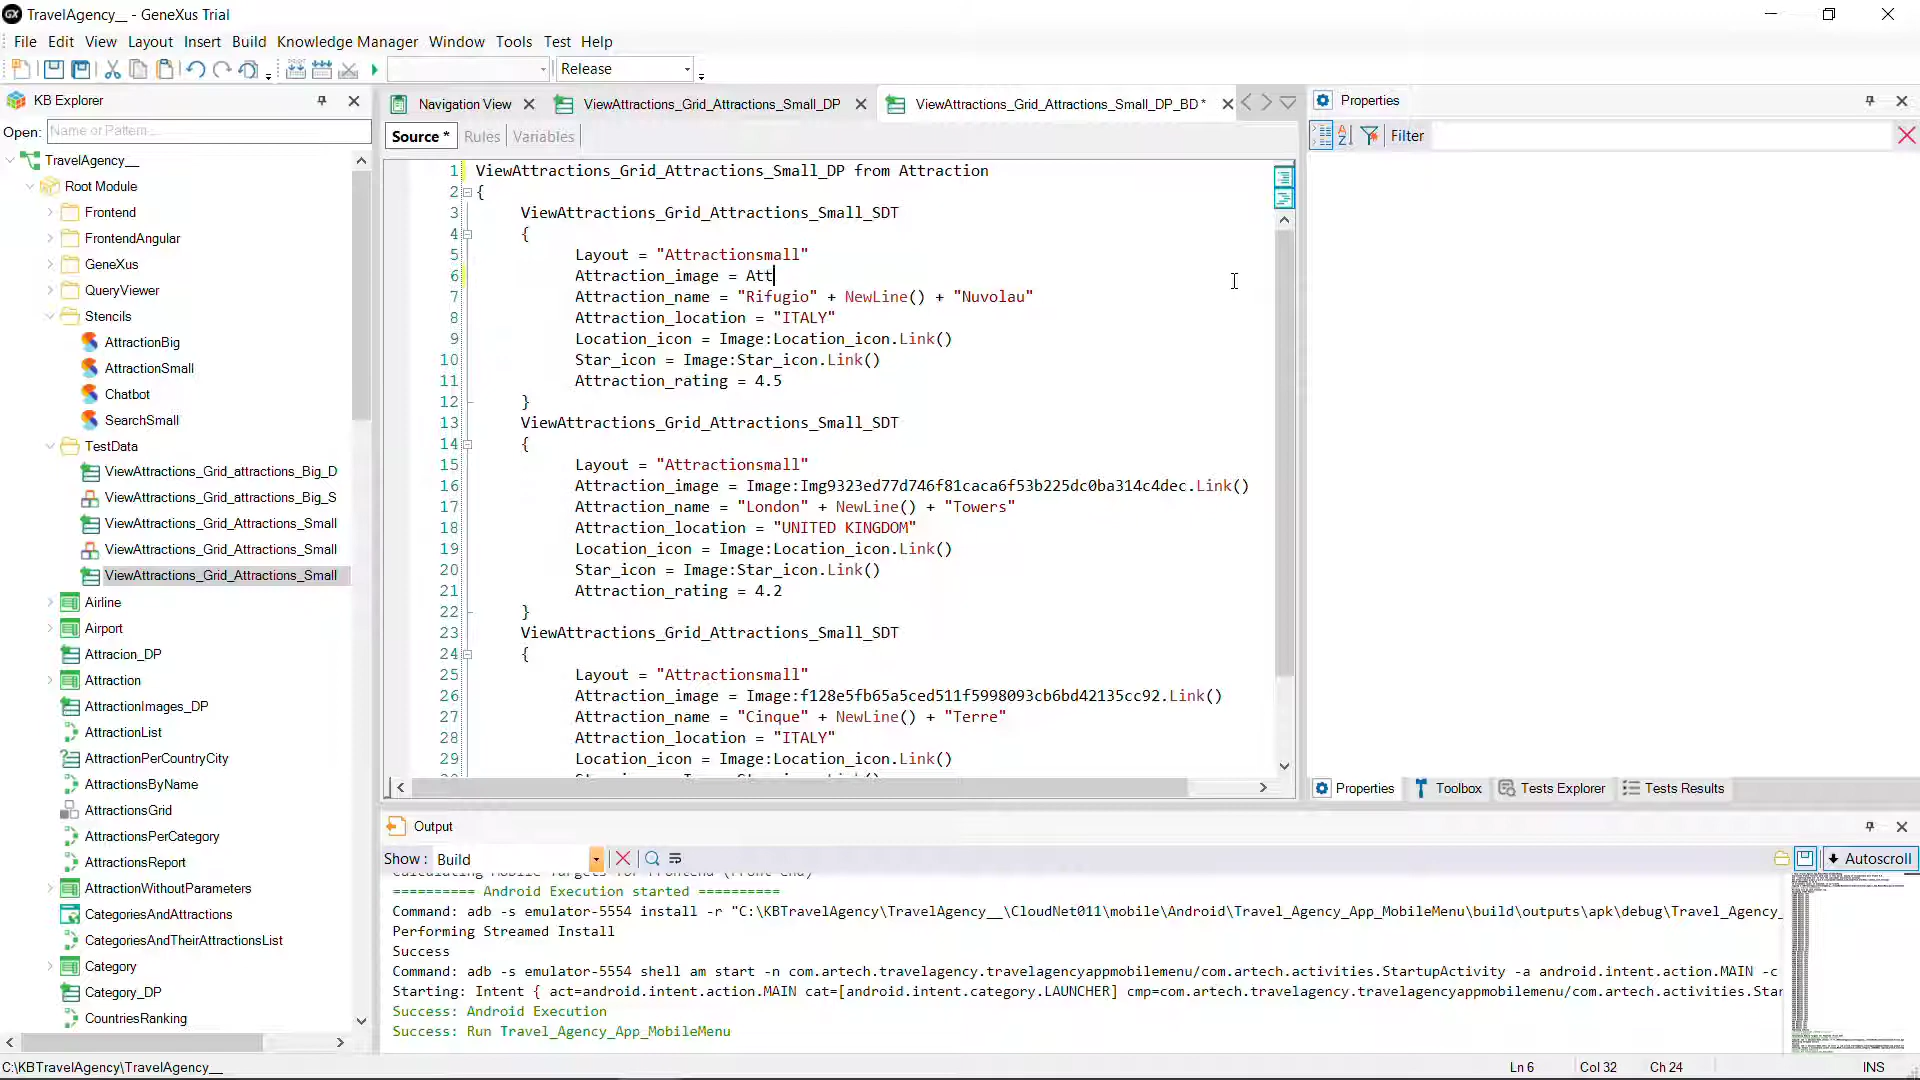 TravelAgency__ - GeneXus Trial
File Edit View Layout Insert Build Knowledge Manager Window Tools Test Help
Release
KB Explorer
Open: Name or Pattern...
TravelAgency__
Root Module
Frontend
FrontendAngular
GeneXus
QueryViewer
Stencils
AttractionBig
AttractionSmall
Chatbot
SearchSmall
TestData
ViewAttractions_Grid_attractions_Big_D
ViewAttractions_Grid_attractions_Big_S
ViewAttractions_Grid_Attractions_Small
ViewAttractions_Grid_Attractions_Small
ViewAttractions_Grid_Attractions_Small
Airline
Airport
Attracion_DP
Attraction
AttractionImages_DP
AttractionList
AttractionPerCountryCity
AttractionsByName
AttractionsGrid
AttractionsPerCategory
AttractionsReport
AttractionWithoutParameters
CategoriesAndAttractions
CategoriesAndTheirAttractionsList
Category
Category_DP
CountriesRanking
Navigation View ViewAttractions_Grid_Attractions_Small_DP ViewAttractions_Grid_Attractions_Small_DP_BD *
Source * Rules Variables
1 ViewAttractions_Grid_Attractions_Small_DP from Attraction
2 {
3 ViewAttractions_Grid_Attractions_Small_SDT
4 {
5 Layout = "Attractionsmall"
6 Attraction_image = Att
7 Attraction_name = "Rifugio" + NewLine() + "Nuvolau"
8 Attraction_location = "ITALY"
9 Location_icon = Image:Location_icon.Link()
10 Star_icon = Image:Star_icon.Link()
11 Attraction_rating = 4.5
12 }
13 ViewAttractions_Grid_Attractions_Small_SDT
14 {
15 Layout = "Attractionsmall"
16 Attraction_image = Image:Img9323ed77d746f81caca6f53b225dc0ba314c4dec.Link()
17 Attraction_name = "London" + NewLine() + "Towers"
18 Attraction_location = "UNITED KINGDOM"
19 Location_icon = Image:Location_icon.Link()
20 Star_icon = Image:Star_icon.Link()
21 Attraction_rating = 4.2
22 }
23 ViewAttractions_Grid_Attractions_Small_SDT
24 {
25 Layout = "Attractionsmall"
26 Attraction_image = Image:f128e5fb65a5ced511f5998093cb6bd42135cc92.Link()
27 Attraction_name = "Cinque" + NewLine() + "Terre"
28 Attraction_location = "ITALY"
29 Location_icon = Image:Location_icon.Link()
Properties
Filter
Properties Toolbox Tests Explorer Tests Results
Output
Show : Build
Autoscroll
Calculating Mobile Targets for Frontend (Front end)
========== Android Execution started ==========
Command: adb -s emulator-5554 install -r "C:\KBTravelAgency\TravelAgency__\CloudNet011\mobile\Android\Travel_Agency_App_MobileMenu\build\outputs\apk\debug\Travel_Agency_
Performing Streamed Install
Success
Command: adb -s emulator-5554 shell am start -n com.artech.travelagency.travelagencyappmobilemenu/com.artech.activities.StartupActivity -a android.intent.action.MAIN -c
Starting: Intent { act=android.intent.action.MAIN cat=[android.intent.category.LAUNCHER] cmp=com.artech.travelagency.travelagencyappmobilemenu/com.artech.activities.Star
Success: Android Execution
Success: Run Travel_Agency_App_MobileMenu
C:\KBTravelAgency\TravelAgency__
Ln 6 Col 32 Ch 24 INS